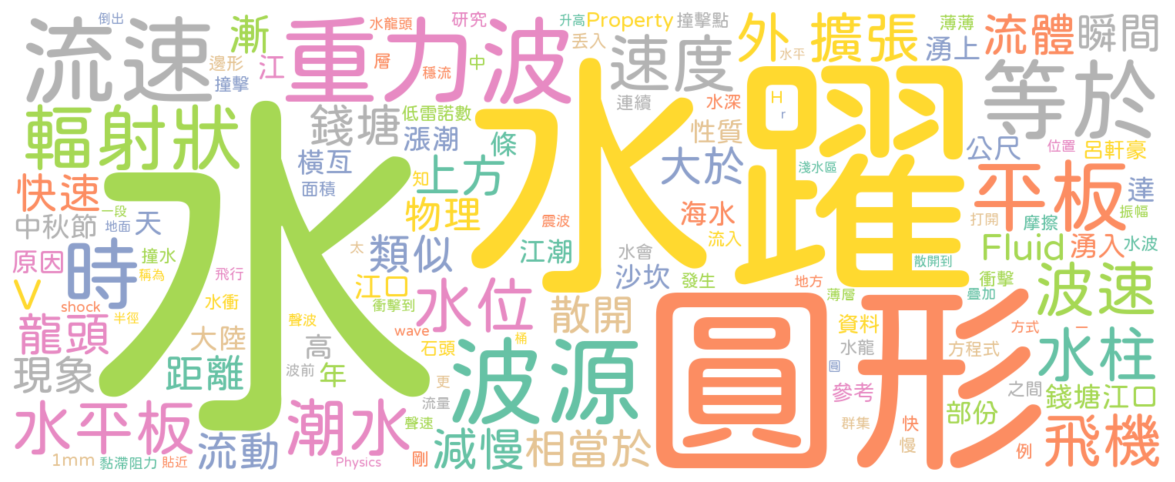 倒出
水龍頭
研究
升高
Property
撞擊點
薄薄
流速
漸
重力波
丟入
速度
外
擴張
湧上
流體
瞬間
邊形
江
層
穩流
中
水平
撞擊
連續
水深
H
r
等於
輻射狀
錢塘
低雷諾數
漲潮
條
性質
水躍
公尺
位置
呂軒豪
橫亙
上方
大於
淺水區
快速
面積
知
平板
達
水
中秋節
一段
地面
天
物理
海水
震波
流入
打開
摩擦
振幅
時
撞水
太
類似
江潮
水會
Fluid
湧入
水波
原因
稱為
飛行
江口
沙坎
發生
地方
散開到
衝擊
V
shock
水衝
衝擊到
水位
散開
薄層
疊加
波速
半徑
聲波
wave
圓形
龍頭
大陸
高
石頭
桶
資料
方式
一
水龍
方程式
水柱
現象
距離
波前
年
更
波源
圓
參考
之間
錢塘江口
流量
部份
水平板
潮水
聲速
群集
快
飛機
流動
減慢
相當於
慢
例
1mm
黏滯阻力
貼近
Physics
剛